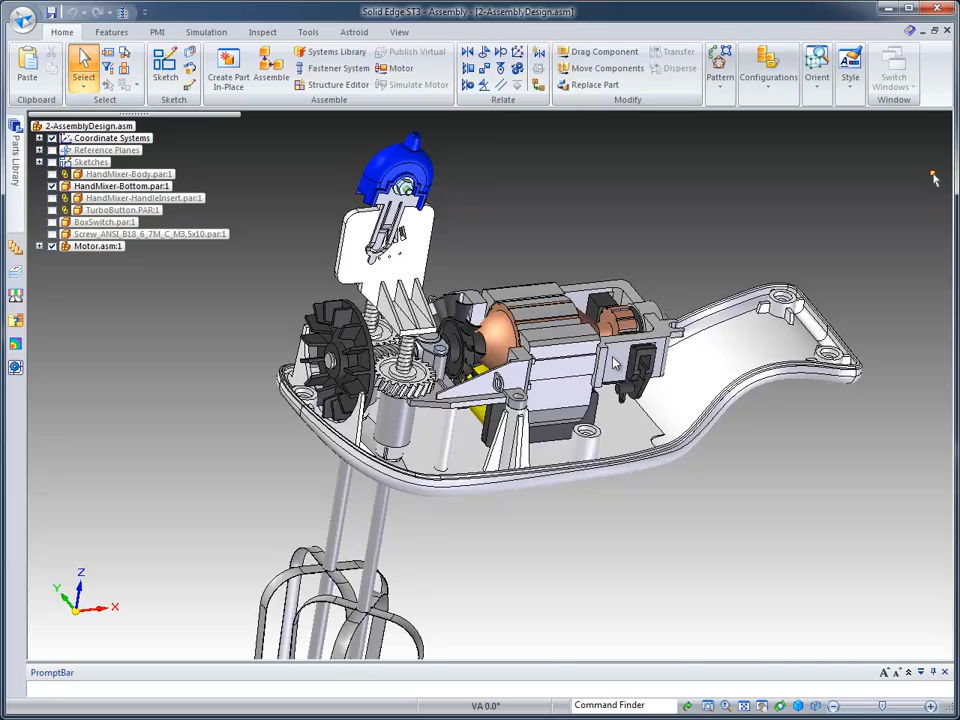 Solid Edge ST3 - Assembly - [2-AssemblyDesign.asm]
Home Features PMI Simulation Inspect Tools Astroid View
Paste
Select
Sketch
Create Part In-Place
Assemble
Systems Library
Fastener System
Structure Editor
Publish Virtual
Motor
Simulate Motor
Drag Component
Move Components
Replace Part
Transfer
Disperse
Pattern
Configurations
Orient
Style
Switch Windows
Clipboard Select Sketch Assemble Relate Modify Window
Parts Library
2-AssemblyDesign.asm
Coordinate Systems
Reference Planes
Sketches
HandMixer-Body.par:1
HandMixer-Bottom.par:1
HandMixer-HandleInsert.par:1
TurboButton.PAR:1
BoxSwitch.par:1
Screw_ANSI_B18_6_7M_C_M3,5x10.par:1
Motor.asm:1
Z
Y
X
PromptBar
VA 0.0°
Command Finder